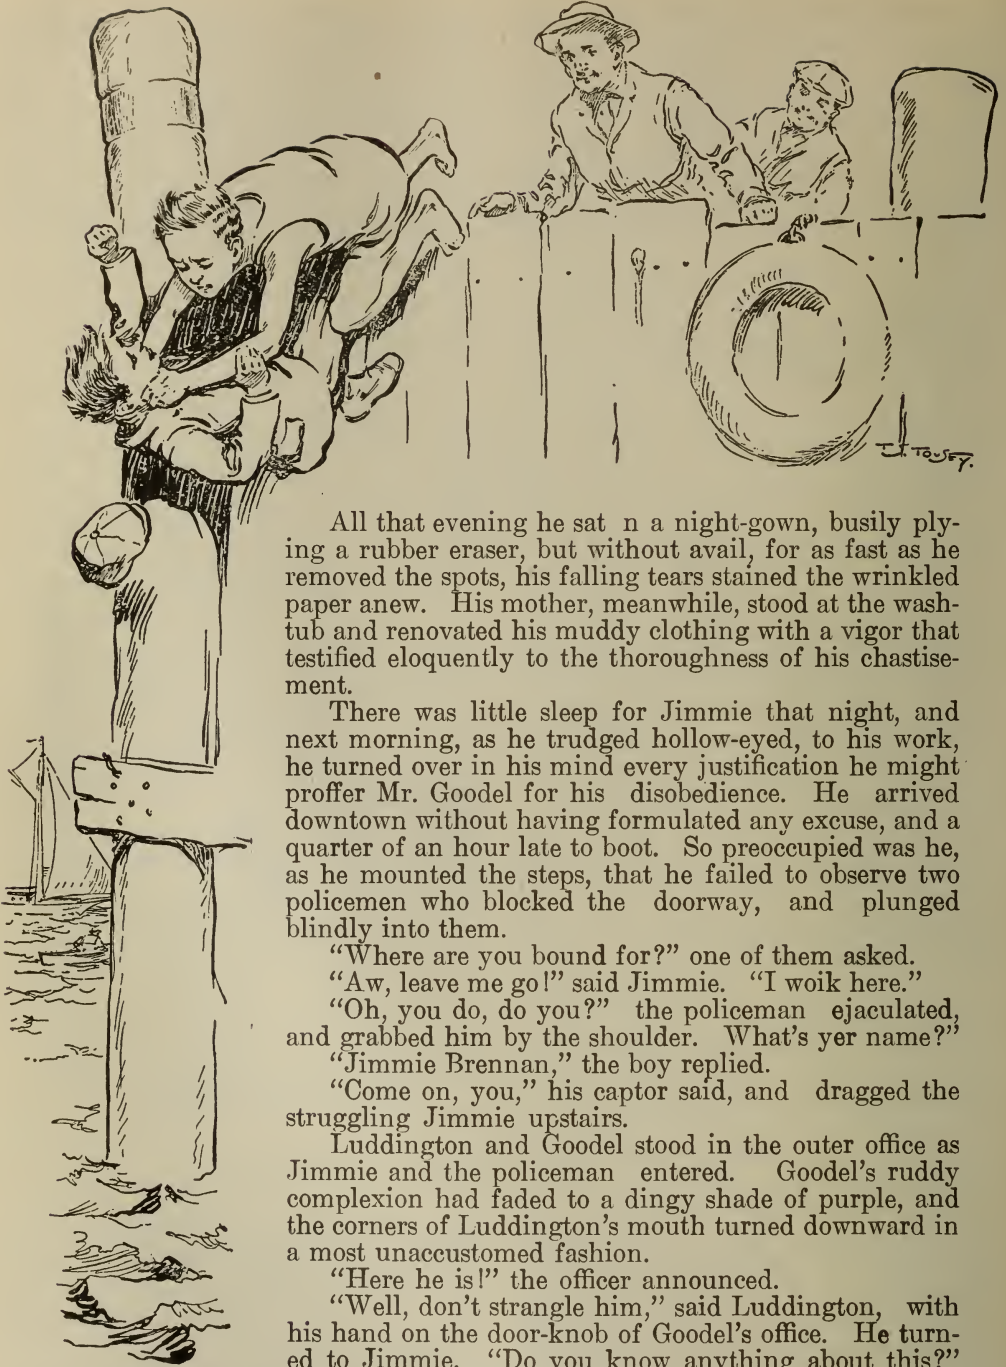 T.J. TOUSEY.
All that evening he sat n a night-gown, busily ply-
ing a rubber eraser, but without avail, for as fast as he
removed the spots, his falling tears stained the wrinkled
paper anew. His mother, meanwhile, stood at the wash-
tub and renovated his muddy clothing with a vigor that
testified eloquently to the thoroughness of his chastise-
ment.
There was little sleep for Jimmie that night, and
next morning, as he trudged hollow-eyed, to his work,
he turned over in his mind every justification he might
proffer Mr. Goodel for his disobedience. He arrived
downtown without having formulated any excuse, and a
quarter of an hour late to boot. So preoccupied was he,
as he mounted the steps, that he failed to observe two
policemen who blocked the doorway, and plunged
blindly into them.
“Where are you bound for?” one of them asked.
“Aw, leave me go!” said Jimmie. “I woik here.”
“Oh, you do, do you?” the policeman ejaculated,
and grabbed him by the shoulder. What's yer name?”
“Jimmie Brennan,” the boy replied.
“Come on, you,” his captor said, and dragged the
struggling Jimmie upstairs.
Luddington and Goodel stood in the outer office as
Jimmie and the policeman entered. Goodel’s ruddy
complexion had faded to a dingy shade of purple, and
the corners of Luddington’s mouth turned downward in
a most unaccustomed fashion.
“Here he is!” the officer announced.
“Well, don’t strangle him,” said Luddington, with
his hand on the door-knob of Goodel’s office. He turn-
ed to Jimmie. “Do you know anything about this?”